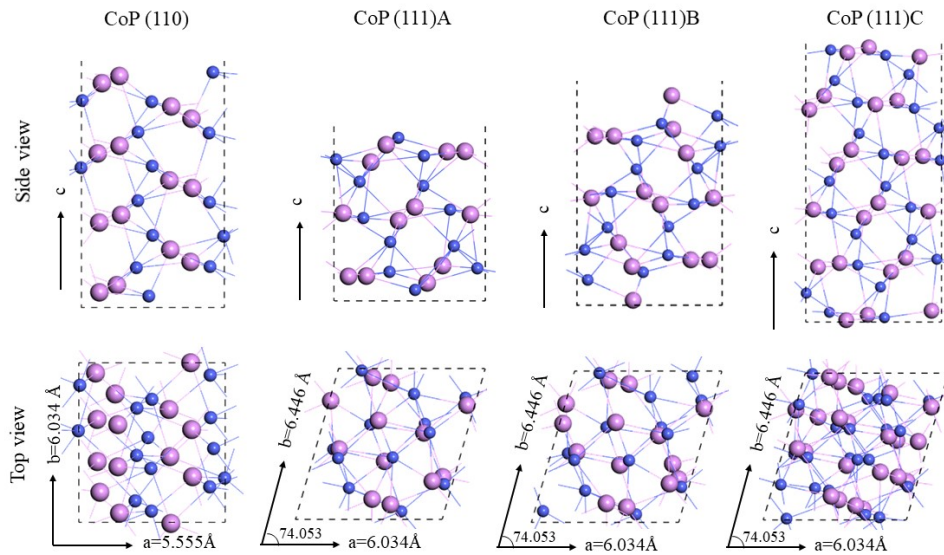 CoP (110)
CoP (111)A
CoP (111)B
CoP (111)C
Side view
c
c
c
c
Top view
b=6.034 Å
a=5.555Å
b=6.446 Å
74.053
a=6.034Å
b=6.446 Å
74.053
a=6.034Å
b=6.446 Å
74.053
a=6.034Å